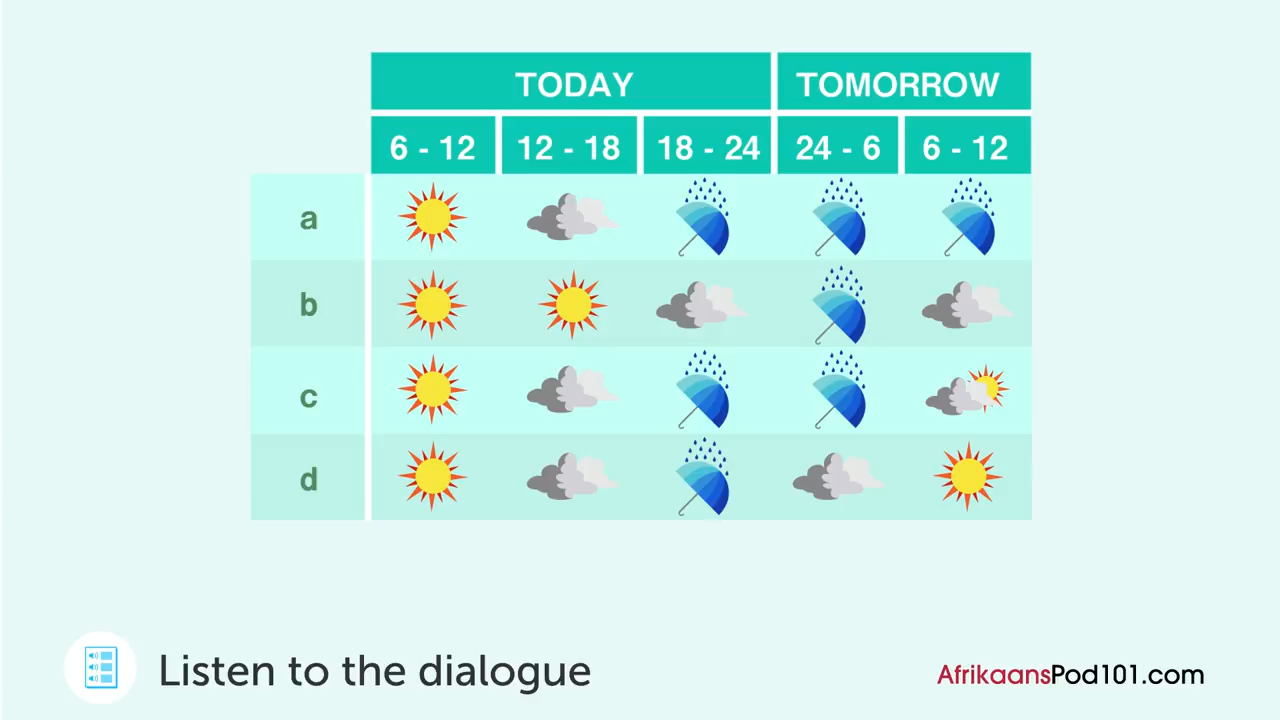 TODAY TOMORROW
6 - 12 12 - 18 18 - 24 24 - 6 6 - 12
a
b
c
d
Listen to the dialogue
AfrikaansPod101.com